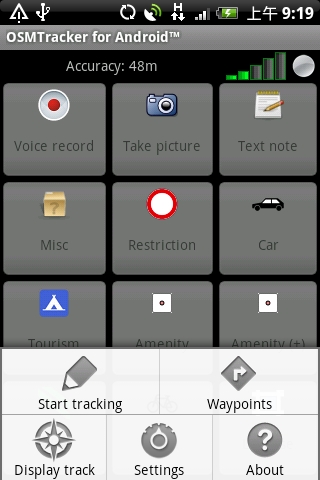 H 上午 9:19
OSMTracker for Android™
Accuracy: 48m
Voice record Take picture Text note
Misc Restriction Car
Tourism Amenity Amenity (+)
Start tracking Waypoints
Display track Settings About